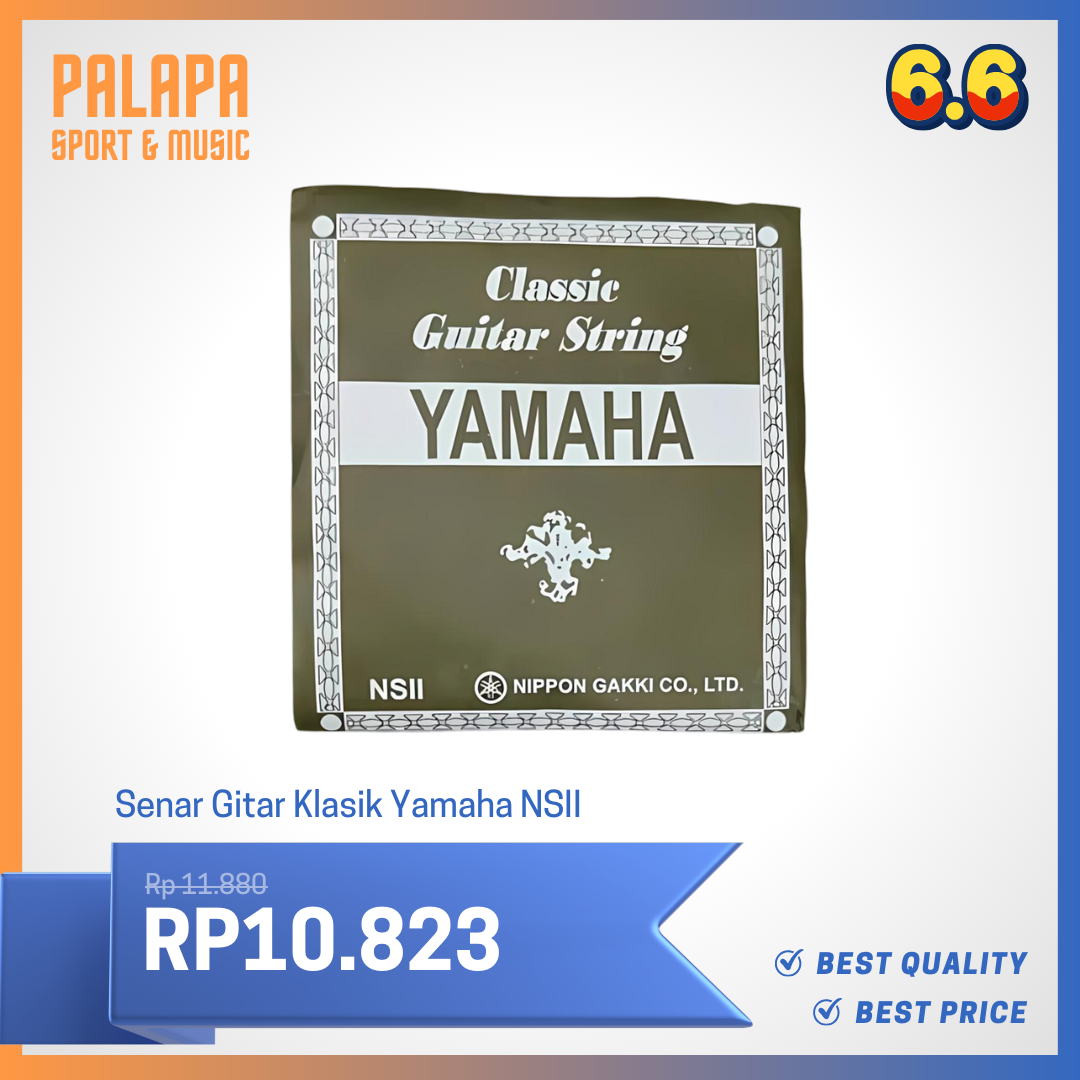 PALAPA
SPORT & MUSIC
6.6
Classic
Guitar String
YAMAHA
NSII
NIPPON GAKKI CO., LTD.
Senar Gitar Klasik Yamaha NSII
Rp 11.880
RP10.823
BEST QUALITY
BEST PRICE